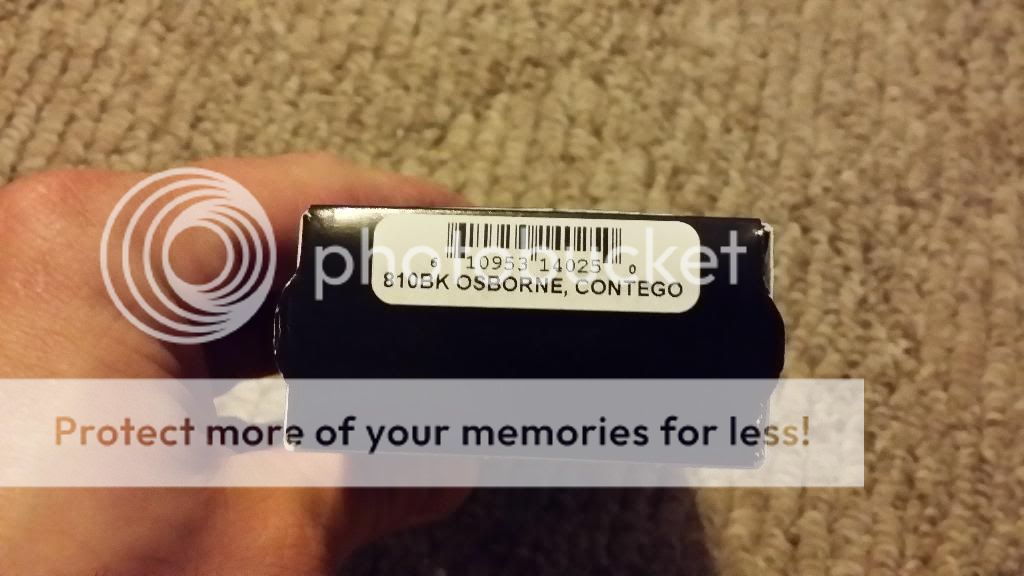 photobucket
6 10953 14025 0
810BK OSBORNE, CONTEGO
Protect more of your memories for less!